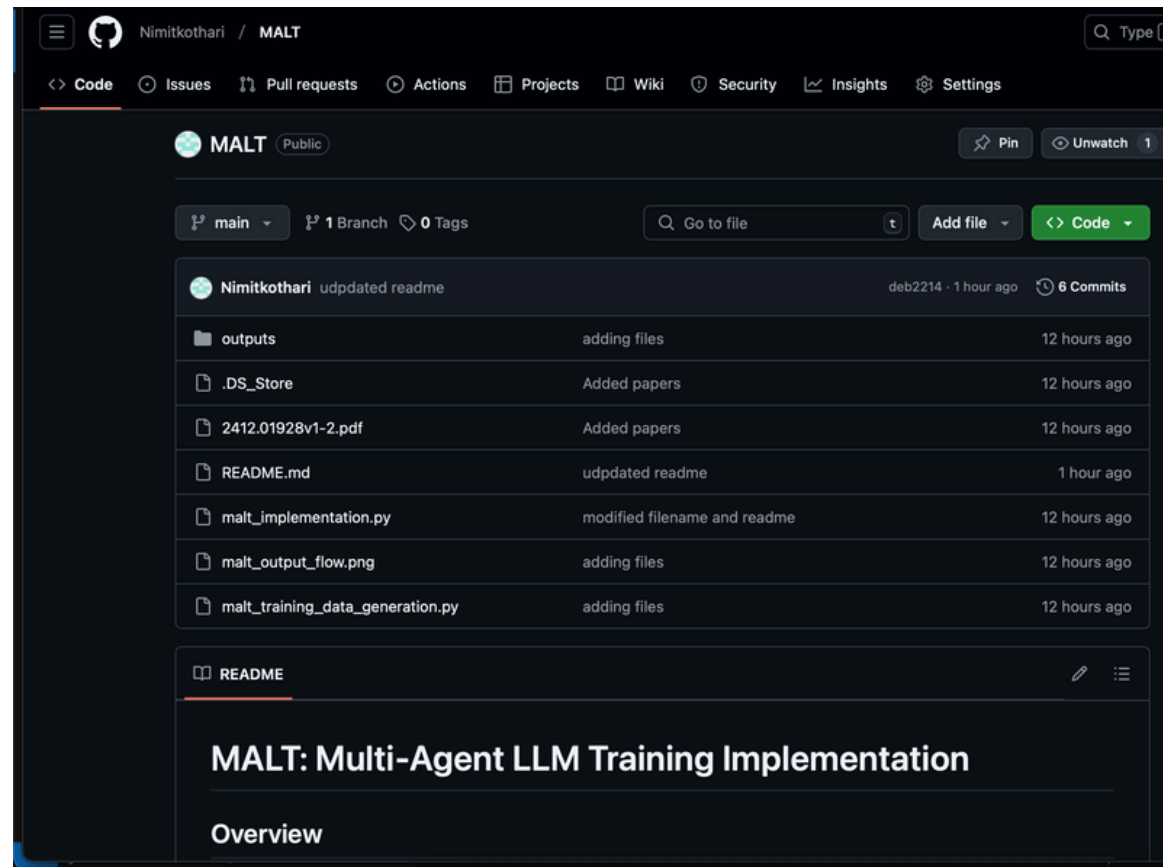 Nimitkothari / MALT
Type
Code Issues Pull requests Actions Projects Wiki Security Insights Settings
MALT Public Pin Unwatch 1
main 1 Branch 0 Tags Go to file t Add file Code
Nimitkothari udpdated readme deb2214 · 1 hour ago 6 Commits
outputs adding files 12 hours ago
.DS_Store Added papers 12 hours ago
2412.01928v1-2.pdf Added papers 12 hours ago
README.md udpdated readme 1 hour ago
malt_implementation.py modified filename and readme 12 hours ago
malt_output_flow.png adding files 12 hours ago
malt_training_data_generation.py adding files 12 hours ago
README
MALT: Multi-Agent LLM Training Implementation
Overview